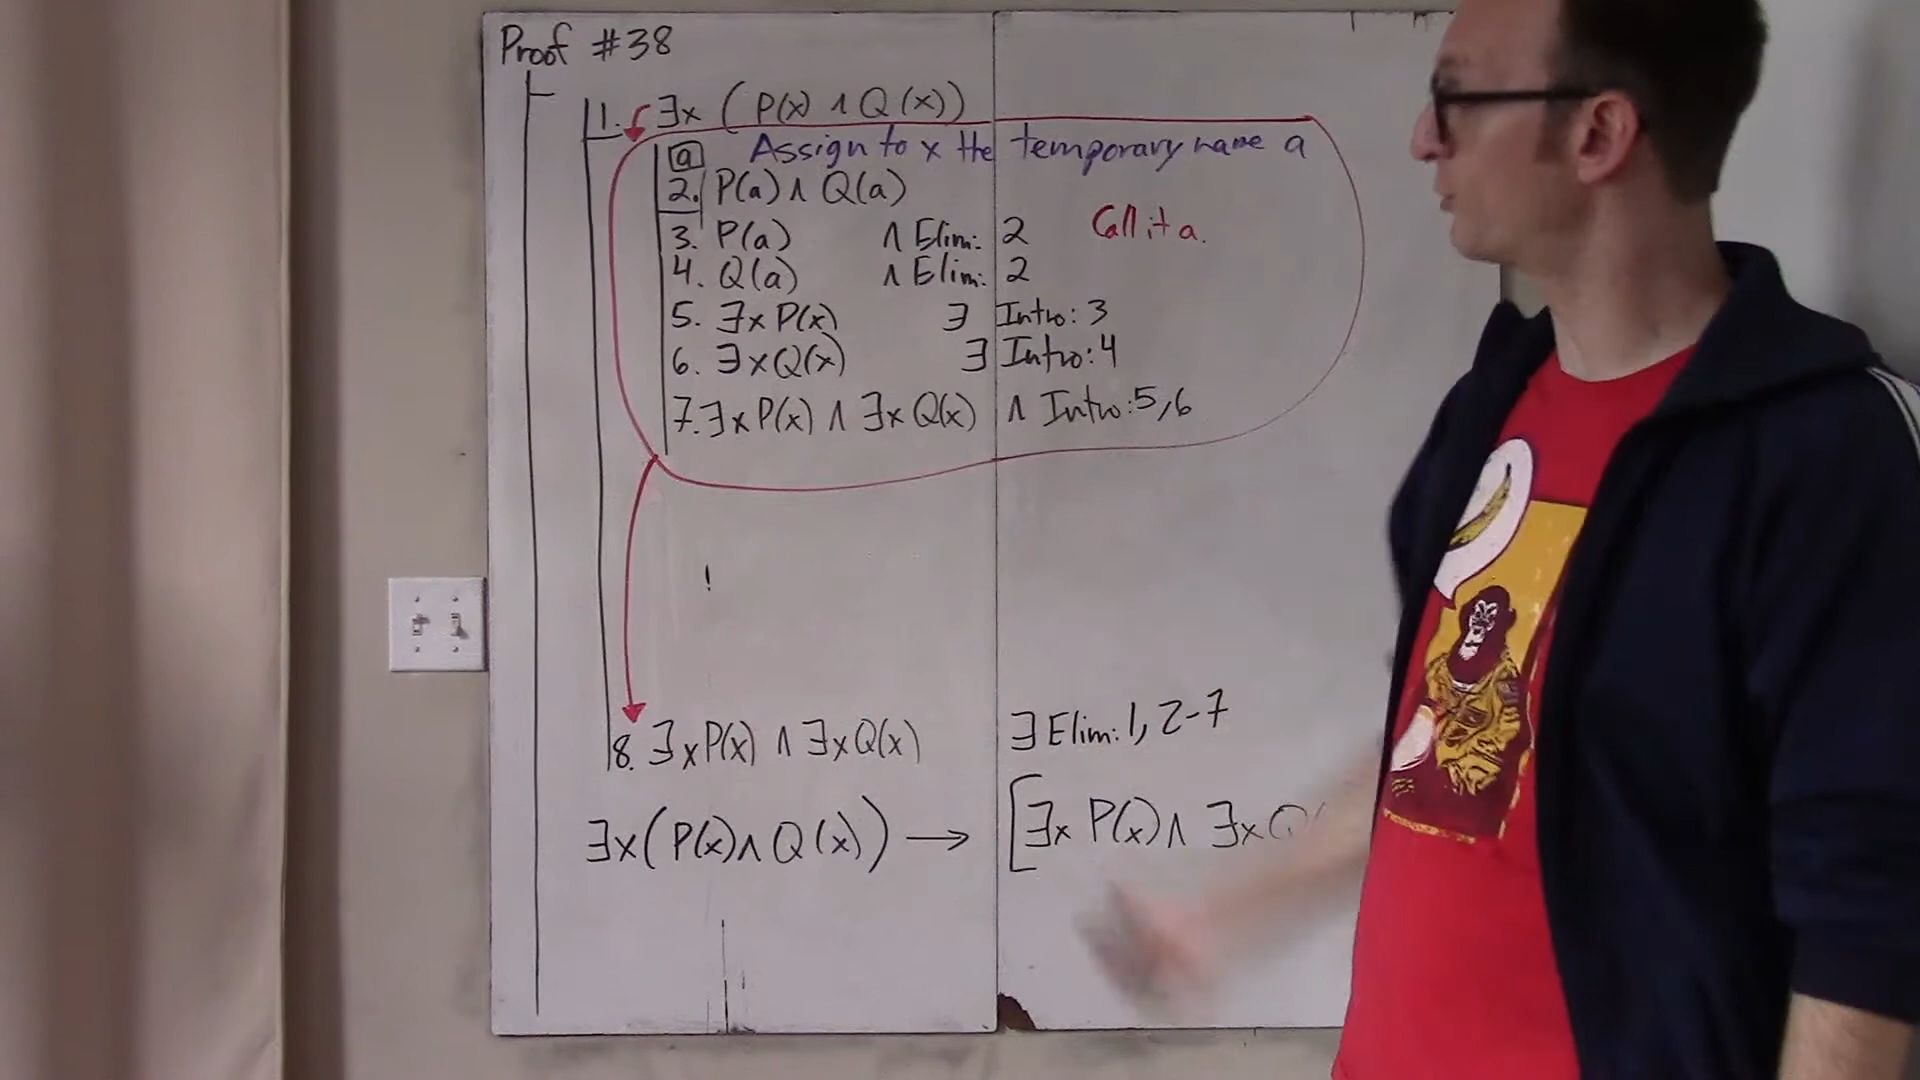 Proof #38
1. ∃x (P(x) ∧ Q(x))
a Assign to x the temporary name a
2. P(a) ∧ Q(a)
Call it a.
3. P(a) ∧ Elim: 2
4. Q(a) ∧ Elim: 2
5. ∃x P(x) ∃ Intro: 3
6. ∃x Q(x) ∃ Intro: 4
7. ∃x P(x) ∧ ∃x Q(x) ∧ Intro: 5, 6
8. ∃x P(x) ∧ ∃x Q(x) ∃ Elim: 1, 2-7
∃x (P(x) ∧ Q(x)) → [∃x P(x) ∧ ∃x Q(